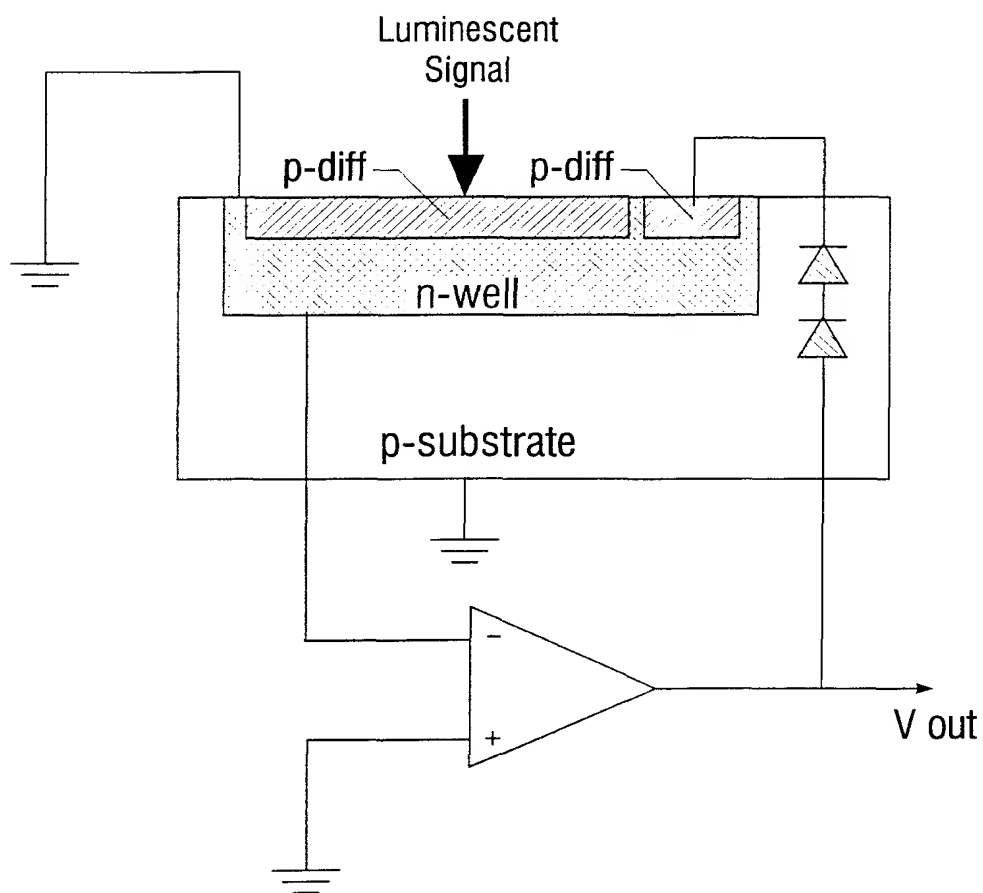 Luminescent
Signal
p-diff
p-diff
n-well
p-substrate
-
+
V out